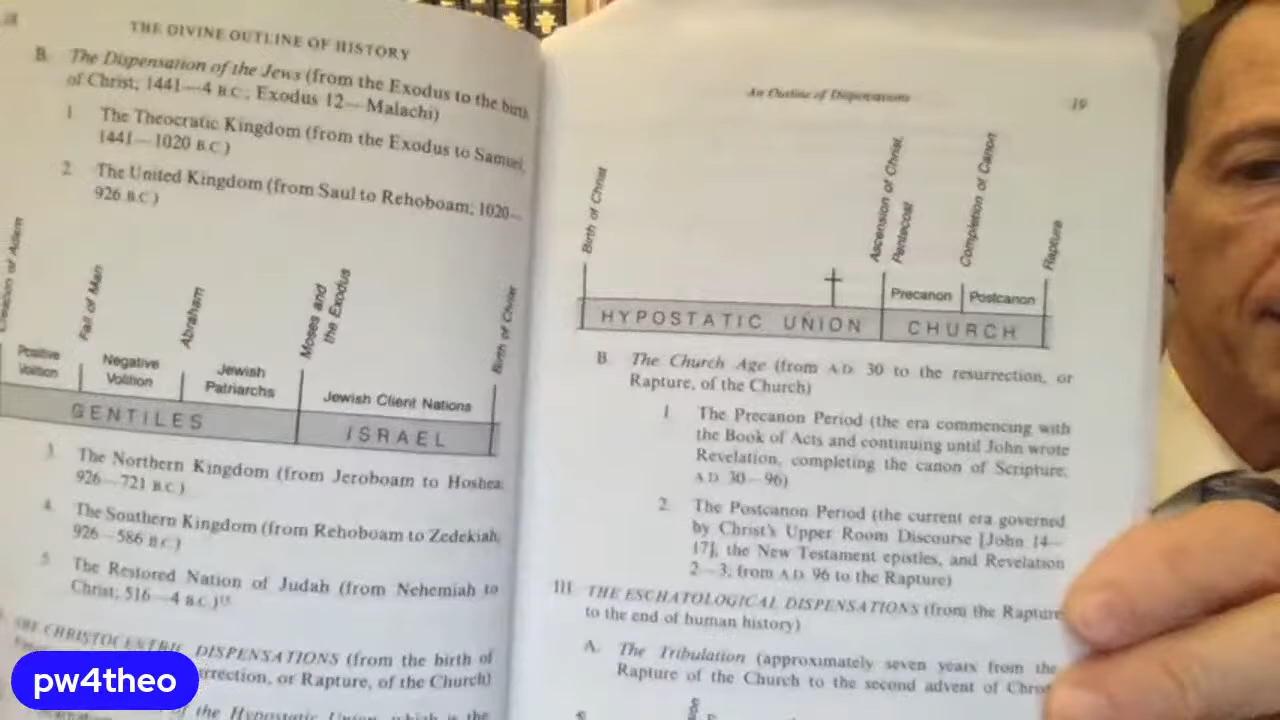 THE DIVINE OUTLINE OF HISTORY
B. The Dispensation of the Jews (from the Exodus to the birth
of Christ; 1441—4 B.C.; Exodus 12—Malachi)
1 The Theocratic Kingdom (from the Exodus to Samuel,
1441—1020 B.C.)
2. The United Kingdom (from Saul to Rehoboam; 1020—
926 B.C.)
Creation of Adam
Fall of Man
Abraham
Moses and
the Exodus
Birth of Christ
Positive
Volition
Negative
Volition
Jewish
Patriarchs
Jewish Client Nations
GENTILES
ISRAEL
3. The Northern Kingdom (from Jeroboam to Hoshea;
926—721 B.C.)
4. The Southern Kingdom (from Rehoboam to Zedekiah,
926—586 B.C.)
5. The Restored Nation of Judah (from Nehemiah to
Christ; 516—4 B.C.)
THE CHRISTOCENTRIC DISPENSATIONS (from the birth of
rrection, or Rapture, of the Church)
of the Hypostatic Union, which is the
An Outline of Dispensations
19
Birth of Christ
Ascension of Christ,
Pentecost
Completion of Canon
Rapture
Precanon
Postcanon
HYPOSTATIC UNION
CHURCH
B. The Church Age (from A.D. 30 to the resurrection, or
Rapture, of the Church)
1. The Precanon Period (the era commencing with
the Book of Acts and continuing until John wrote
Revelation, completing the canon of Scripture,
A.D. 30—96)
2. The Postcanon Period (the current era governed
by Christ's Upper Room Discourse [John 14—
17], the New Testament epistles, and Revelation
2—3; from A.D. 96 to the Rapture)
III. THE ESCHATOLOGICAL DISPENSATIONS (from the Rapture
to the end of human history)
A. The Tribulation (approximately seven years from the
Rapture of the Church to the second advent of Christ
pw4theo